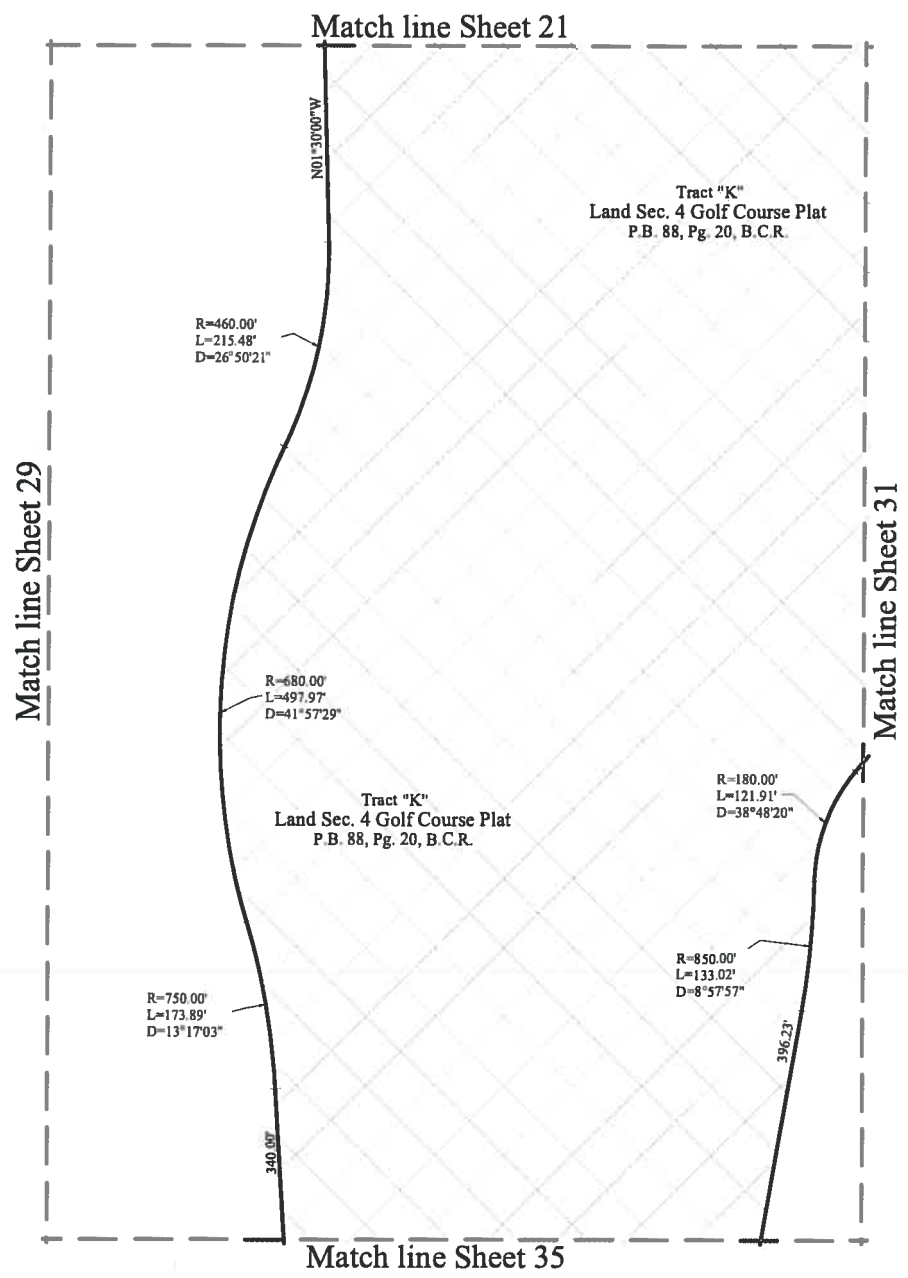 Match line Sheet 21
N01°30'00"W
Tract "K"
Land Sec. 4 Golf Course Plat
P.B. 88, Pg. 20, B.C.R.
R=460.00'
L=215.48'
D=26°50'21"
Match line Sheet 29
Match line Sheet 31
R=680.00'
L=497.97'
D=41°57'29"
R=180.00'
L=121.91'
D=38°48'20"
Tract "K"
Land Sec. 4 Golf Course Plat
P.B. 88, Pg. 20, B.C.R.
R=850.00'
L=133.02'
D=8°57'57"
R=750.00'
L=173.89'
D=13°17'03"
396.23'
340.00'
Match line Sheet 35